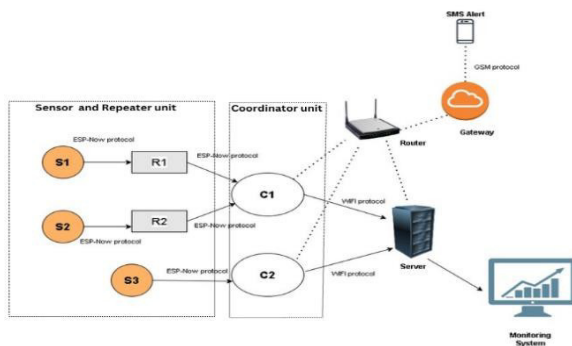 SMS Alert
GSM protocol
Gateway
Router
Sensor and Repeater unit
Coordinator unit
ESP-Now protocol
S1
R1
ESP-Now protocol
C1
WIFI protocol
S2
R2
ESP-Now protocol
ESP-Now protocol
Server
S3
ESP-Now protocol
C2
WIFI protocol
Monitoring
System